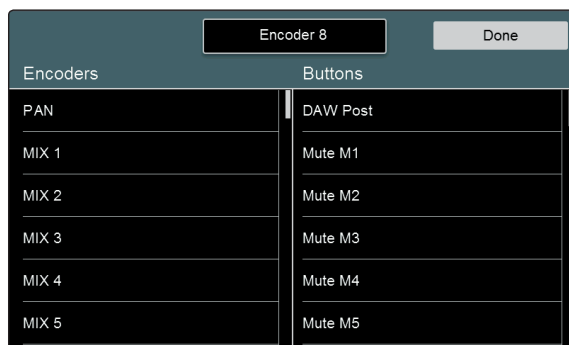 Encoder 8
Done
Encoders
Buttons
PAN
DAW Post
MIX 1
Mute M1
MIX 2
Mute M2
MIX 3
Mute M3
MIX 4
Mute M4
MIX 5
Mute M5